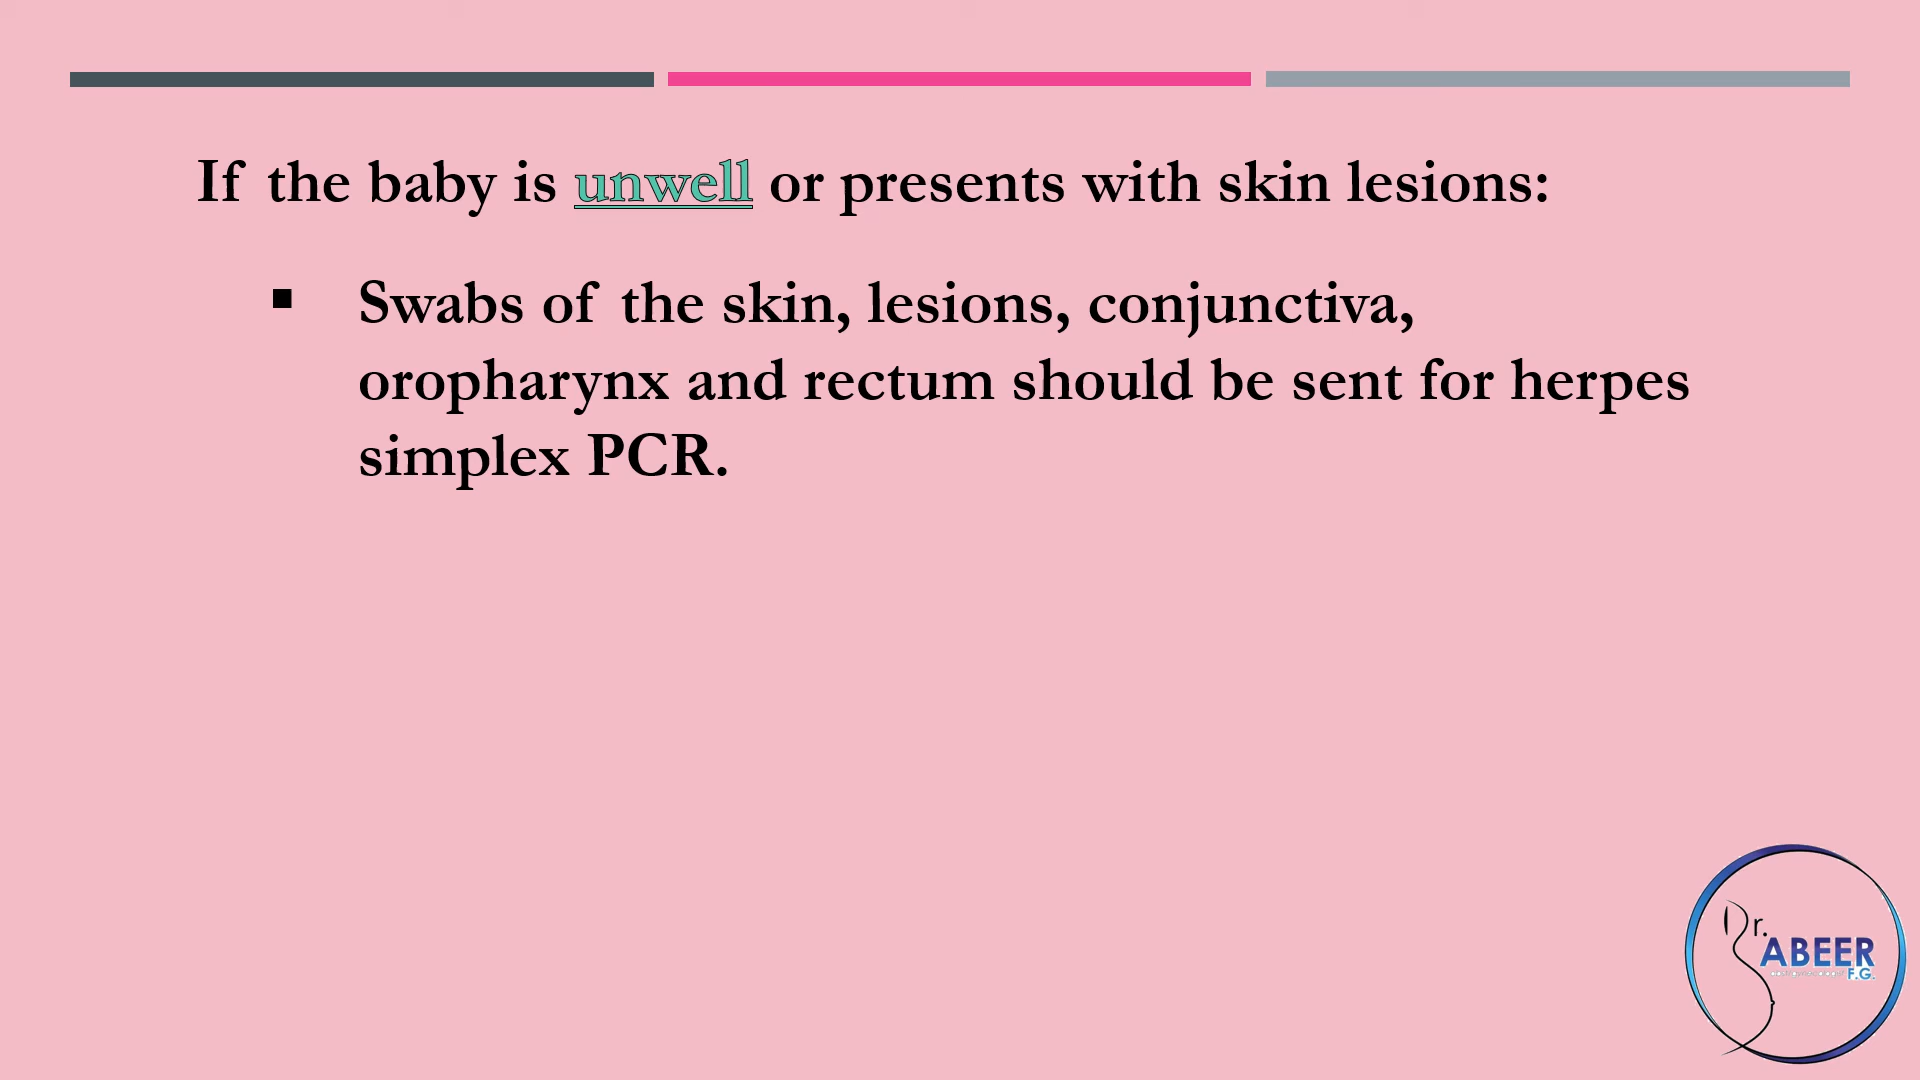 If the baby is unwell or presents with skin lesions:
▪ Swabs of the skin, lesions, conjunctiva,
oropharynx and rectum should be sent for herpes
simplex PCR.
Dr.
ABEER
F.G.